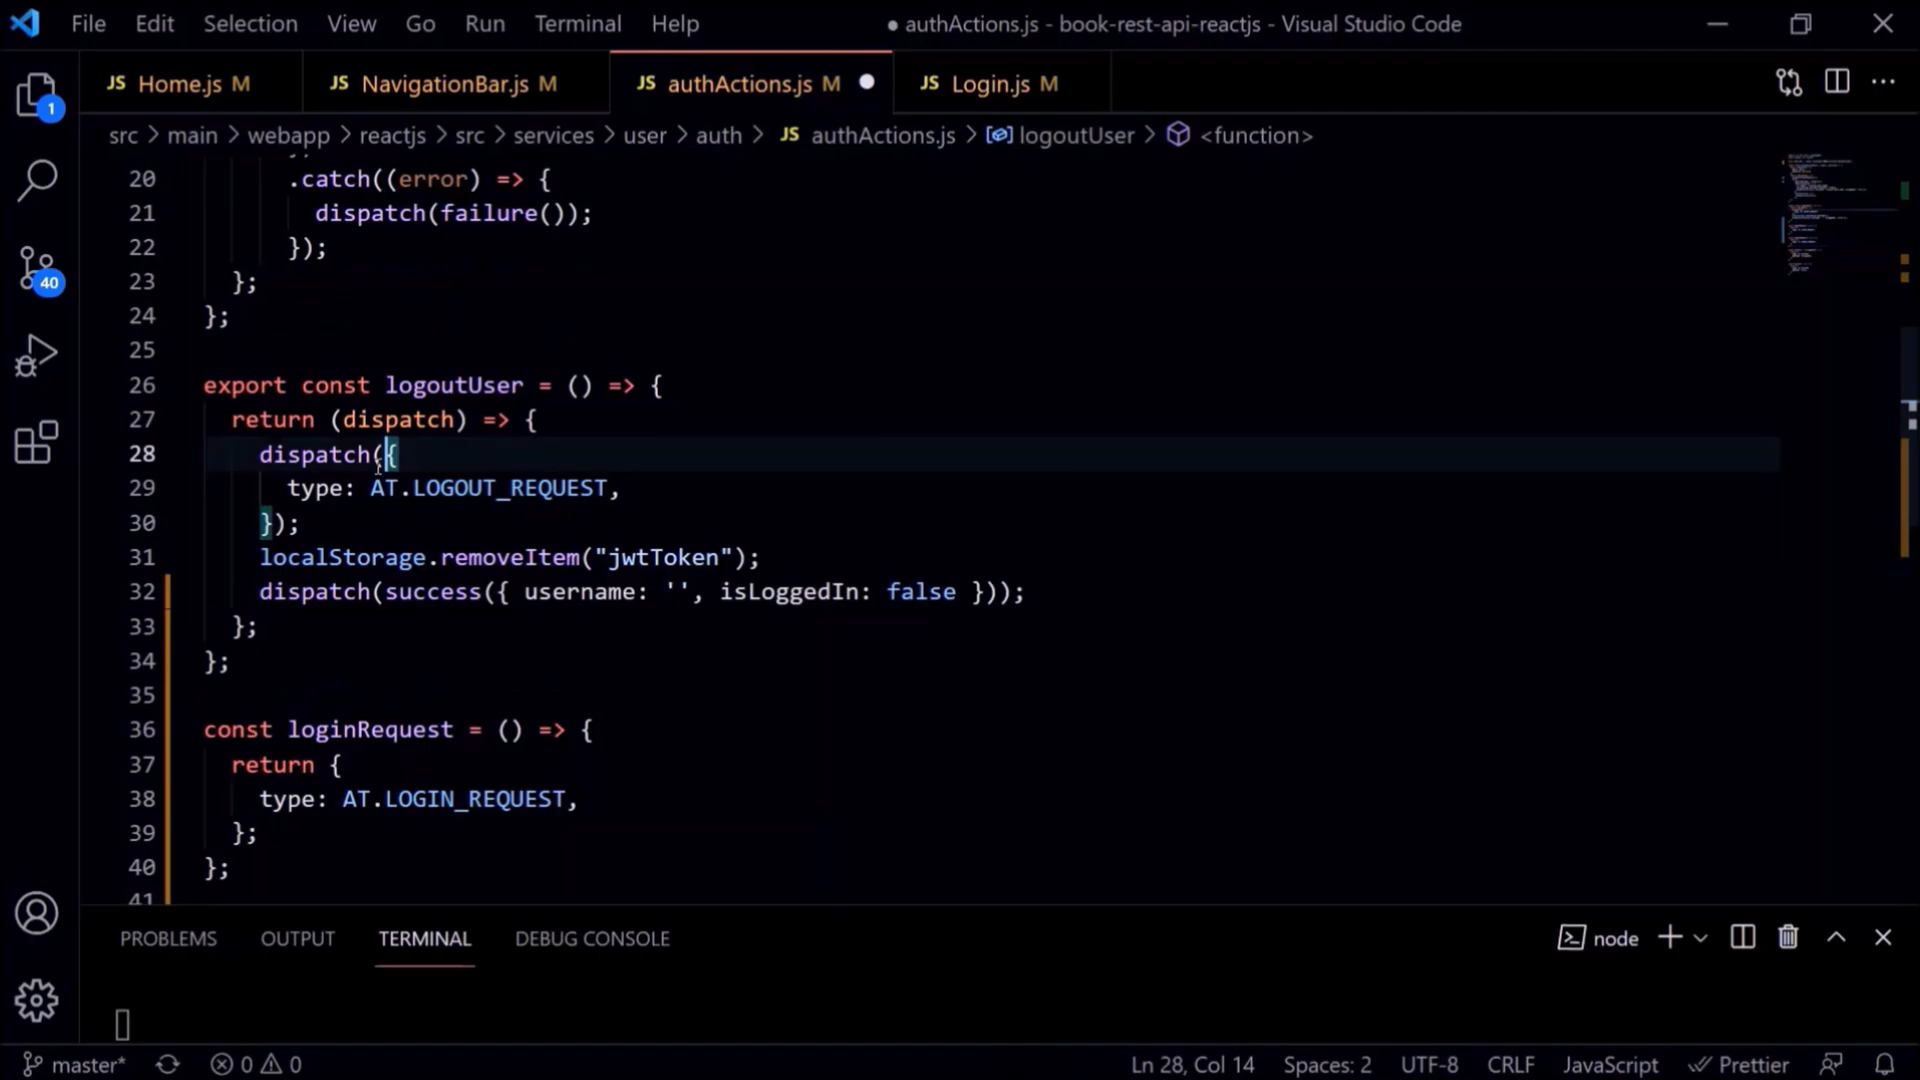 File Edit Selection View Go Run Terminal Help ● authActions.js - book-rest-api-reactjs - Visual Studio Code
JS Home.js M JS NavigationBar.js M JS authActions.js M JS Login.js M
src > main > webapp > reactjs > src > services > user > auth > JS authActions.js > logoutUser > <function>
1
40
20 .catch((error) => {
21 dispatch(failure());
22 });
23 };
24 };
25
26 export const logoutUser = () => {
27 return (dispatch) => {
28 dispatch({
29 type: AT.LOGOUT_REQUEST,
30 });
31 localStorage.removeItem("jwtToken");
32 dispatch(success({ username: '', isLoggedIn: false }));
33 };
34 };
35
36 const loginRequest = () => {
37 return {
38 type: AT.LOGIN_REQUEST,
39 };
40 };
41
PROBLEMS OUTPUT TERMINAL DEBUG CONSOLE node
master* 0 0 Ln 28, Col 14 Spaces: 2 UTF-8 CRLF JavaScript Prettier